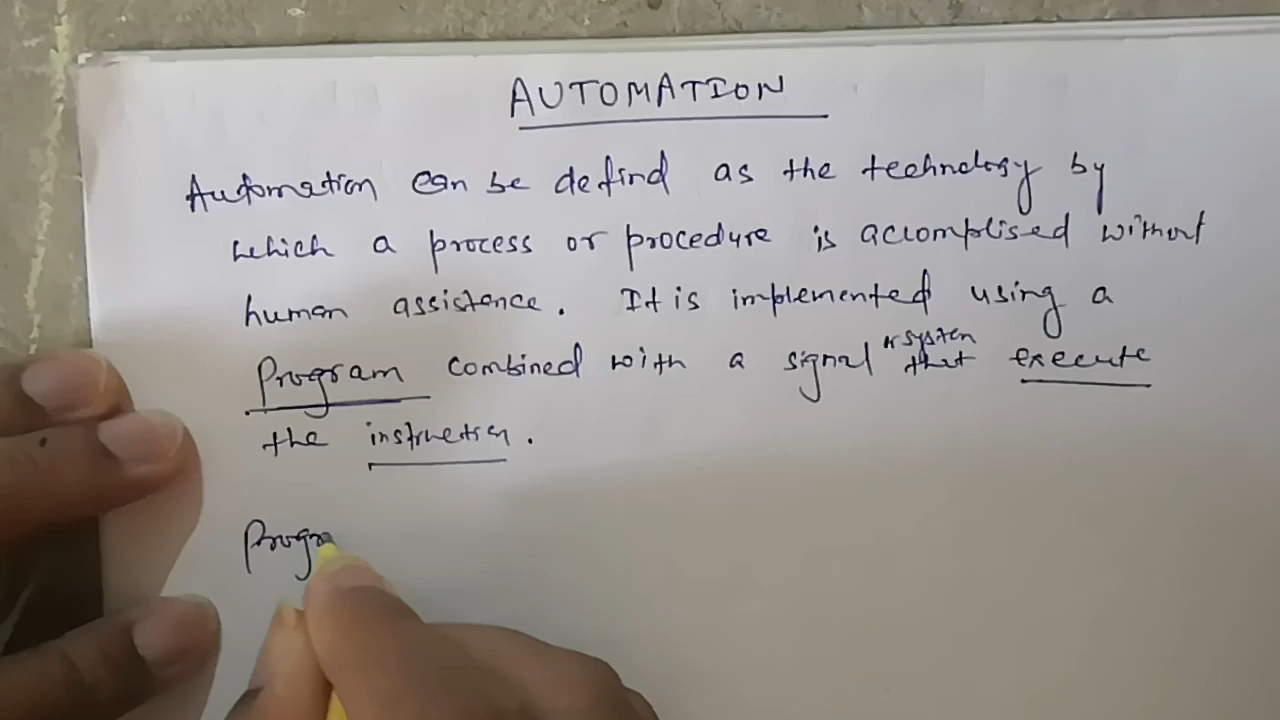 AUTOMATION
Automation can be defind as the technology by
which a process or procedure is accomplised without
human assistence. It is implemented using a
Program combined with a signal " system that execute
the instruction.
Progr